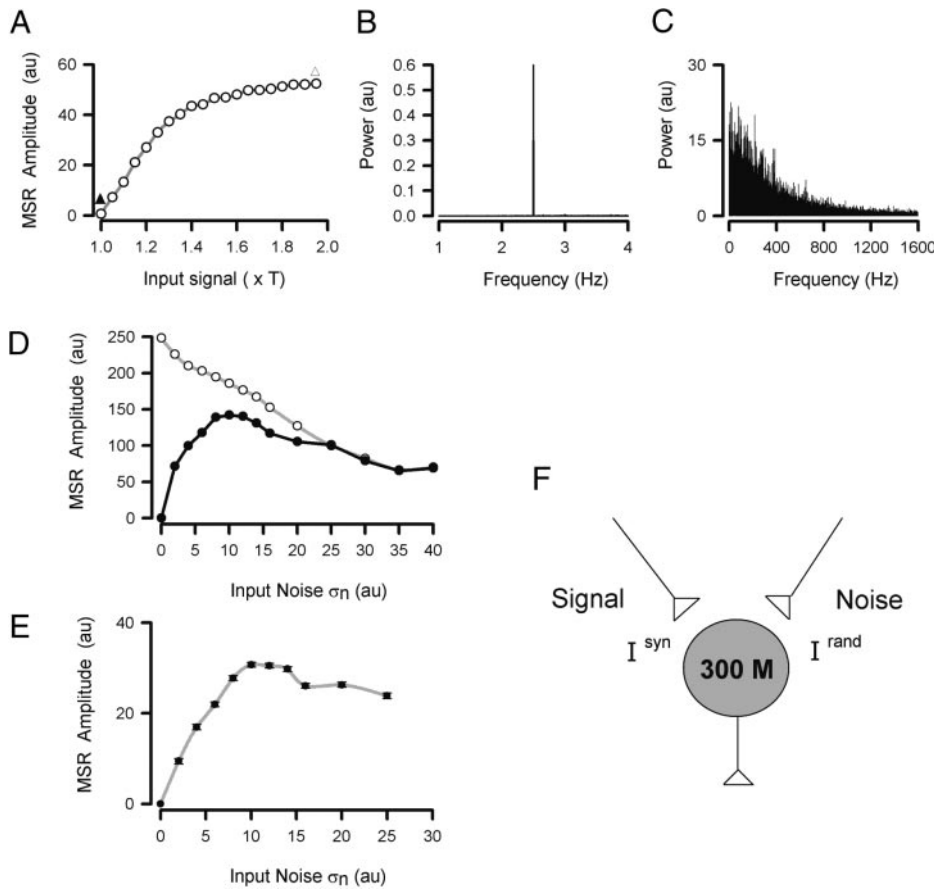 A
MSR Amplitude (au)
60
40
20
0
1.0 1.2 1.4 1.6 1.8 2.0
Input signal ( x T)
B
Power (au)
0.6
0.5
0.4
0.3
0.2
0.1
0.0
1 2 3 4
Frequency (Hz)
C
Power (au)
30
15
0
0 400 800 1200 1600
Frequency (Hz)
D
MSR Amplitude (au)
250
200
150
100
50
0
0 5 10 15 20 25 30 35 40
Input Noise σn (au)
E
MSR Amplitude (au)
40
20
0
0 5 10 15 20 25 30
Input Noise σn (au)
F
Signal
Noise
I syn
I rand
300 M